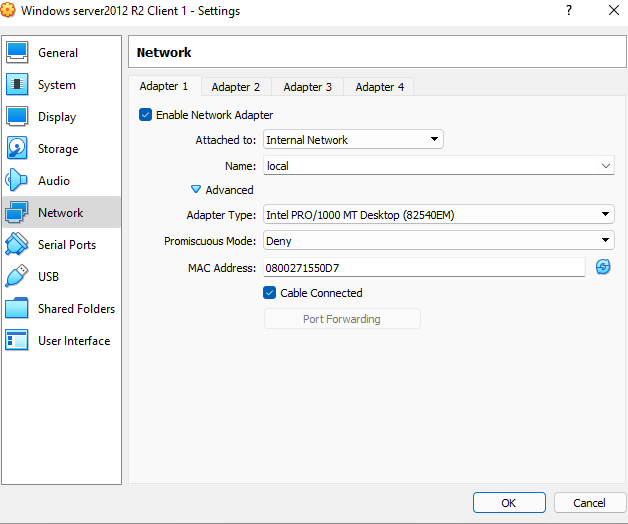 Windows server2012 R2 Client 1 - Settings
?
General
System
Display
Storage
Audio
Network
Serial Ports
USB
Shared Folders
User Interface
Network
Adapter 1 Adapter 2 Adapter 3 Adapter 4
Enable Network Adapter
Attached to: Internal Network
Name: local
Advanced
Adapter Type: Intel PRO/1000 MT Desktop (82540EM)
Promiscuous Mode: Deny
MAC Address: 0800271550D7
Cable Connected
Port Forwarding
OK Cancel